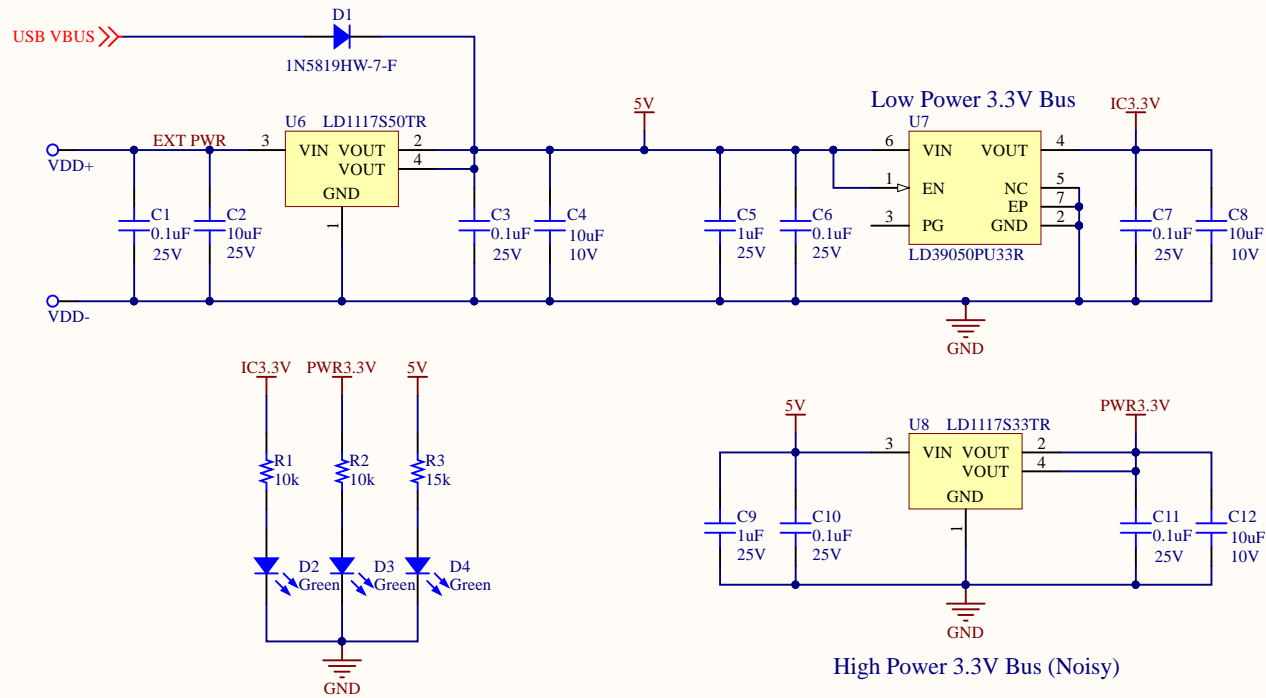 D1
USB VBUS
1N5819HW-7-F
5V
Low Power 3.3V Bus
IC3.3V
U6 LD1117S50TR
U7
EXT PWR
3 VIN VOUT 2
VOUT 4
GND
1
VDD+
6 VIN VOUT 4
1 EN NC 5
EP 7
3 PG GND 2
LD39050PU33R
C1
0.1uF
25V
C2
10uF
25V
C3
0.1uF
25V
C4
10uF
10V
C5
1uF
25V
C6
0.1uF
25V
C7
0.1uF
25V
C8
10uF
10V
VDD-
GND
IC3.3V PWR3.3V 5V
R1
10k
R2
10k
R3
15k
D2
Green
D3
Green
D4
Green
GND
5V
PWR3.3V
U8 LD1117S33TR
3 VIN VOUT 2
VOUT 4
GND
1
C9
1uF
25V
C10
0.1uF
25V
C11
0.1uF
25V
C12
10uF
10V
GND
High Power 3.3V Bus (Noisy)